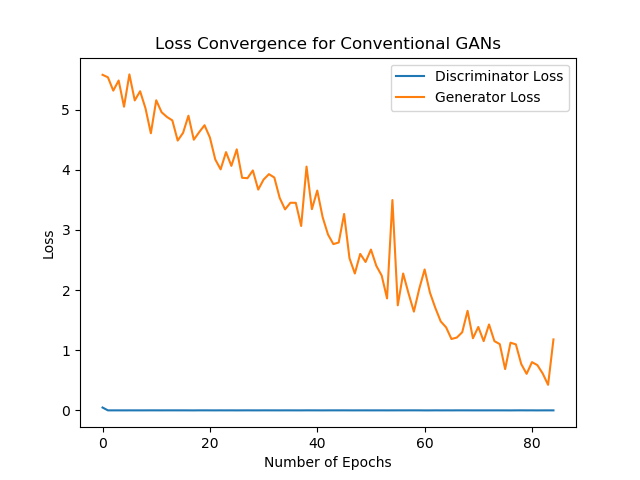 Loss Convergence for Conventional GANs
Discriminator Loss
Generator Loss
Loss
5
4
3
2
1
0
0 20 40 60 80
Number of Epochs